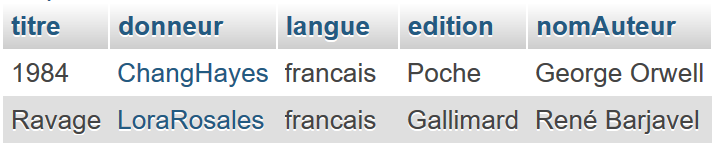 titre donneur langue edition nomAuteur
1984 ChangHayes francais Poche George Orwell
Ravage LoraRosales francais Gallimard René Barjavel